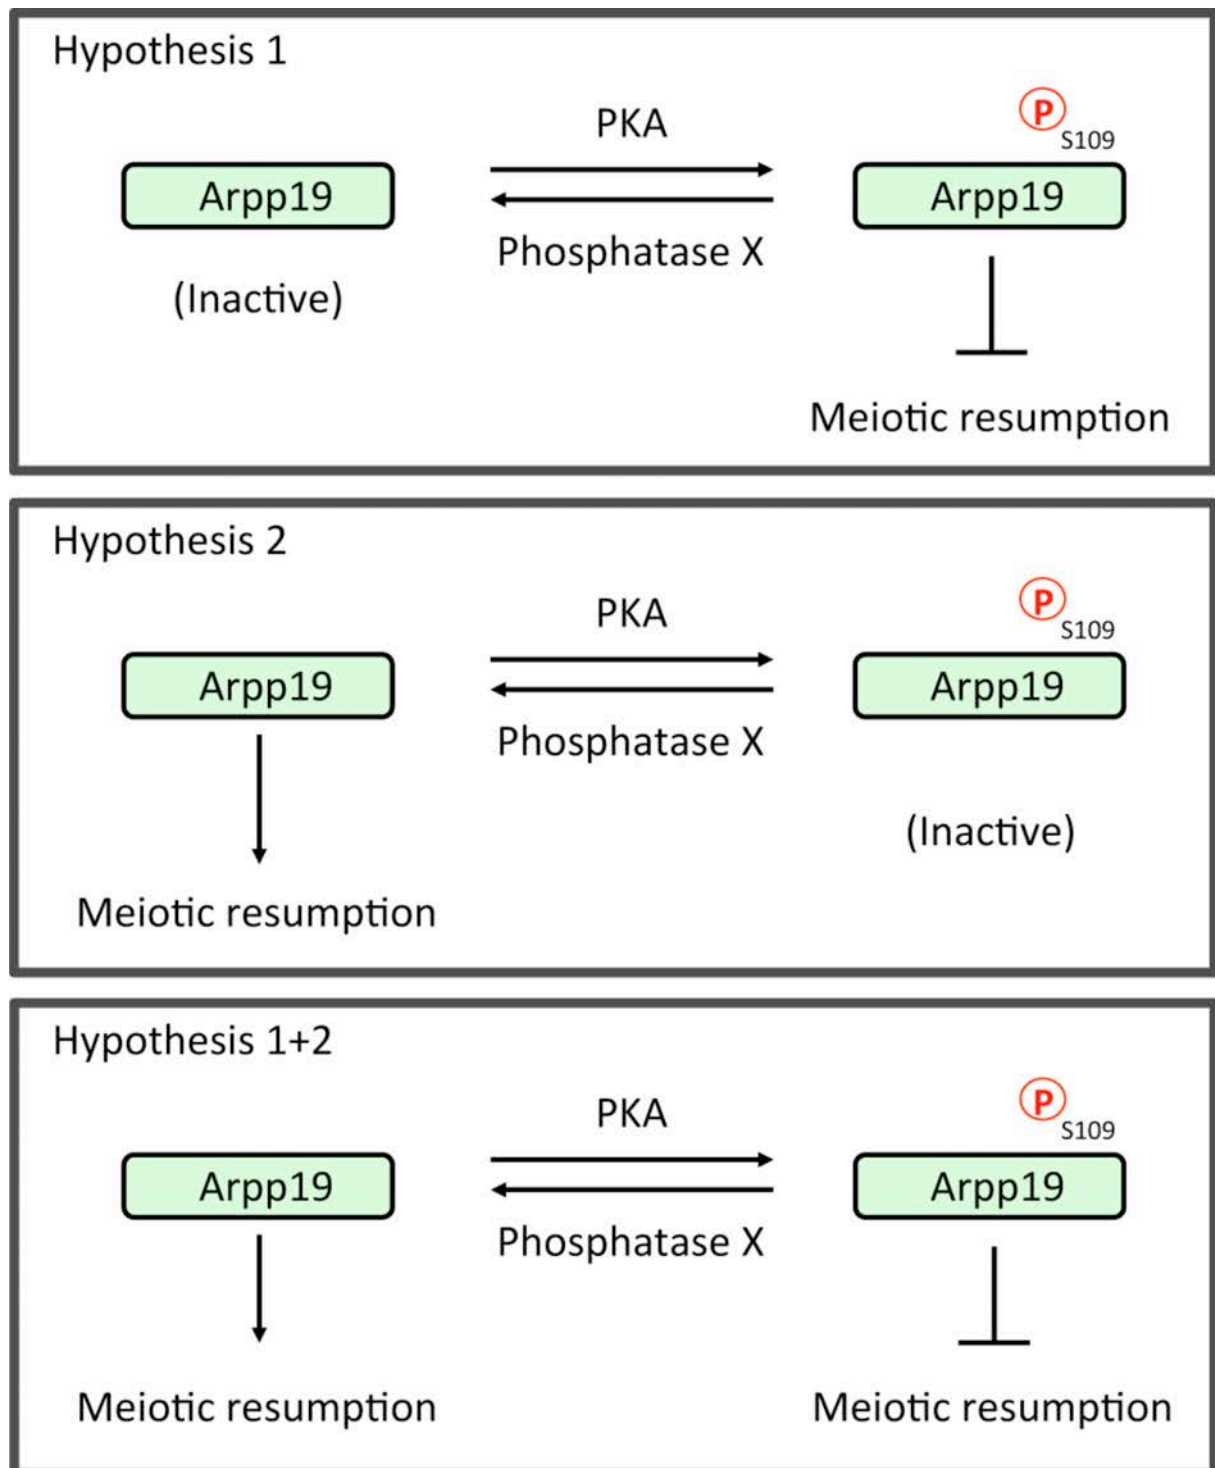 Hypothesis 1
PKA
P
S109
Arpp19
Arpp19
Phosphatase X
(Inactive)
Meiotic resumption
Hypothesis 2
PKA
P
S109
Arpp19
Arpp19
Phosphatase X
(Inactive)
Meiotic resumption
Hypothesis 1+2
PKA
P
S109
Arpp19
Arpp19
Phosphatase X
Meiotic resumption
Meiotic resumption